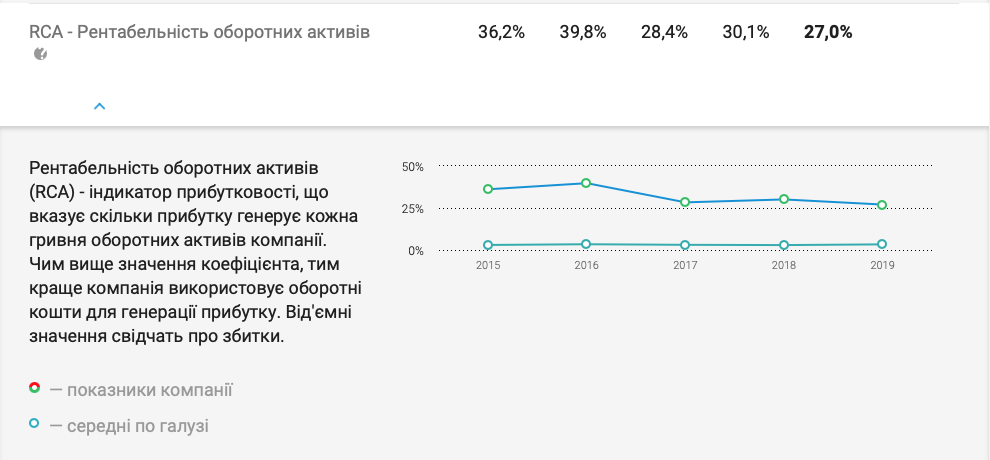 RCA - Рентабельність оборотних активів 36,2% 39,8% 28,4% 30,1% 27,0%
Рентабельність оборотних активів
(RCA) - індикатор прибутковості, що
вказує скільки прибутку генерує кожна
гривня оборотних активів компанії.
Чим вище значення коефіцієнта, тим
краще компанія використовує оборотні
кошти для генерації прибутку. Від'ємні
значення свідчать про збитки.
— показники компанії
— середні по галузі
50%
25%
0%
2015 2016 2017 2018 2019